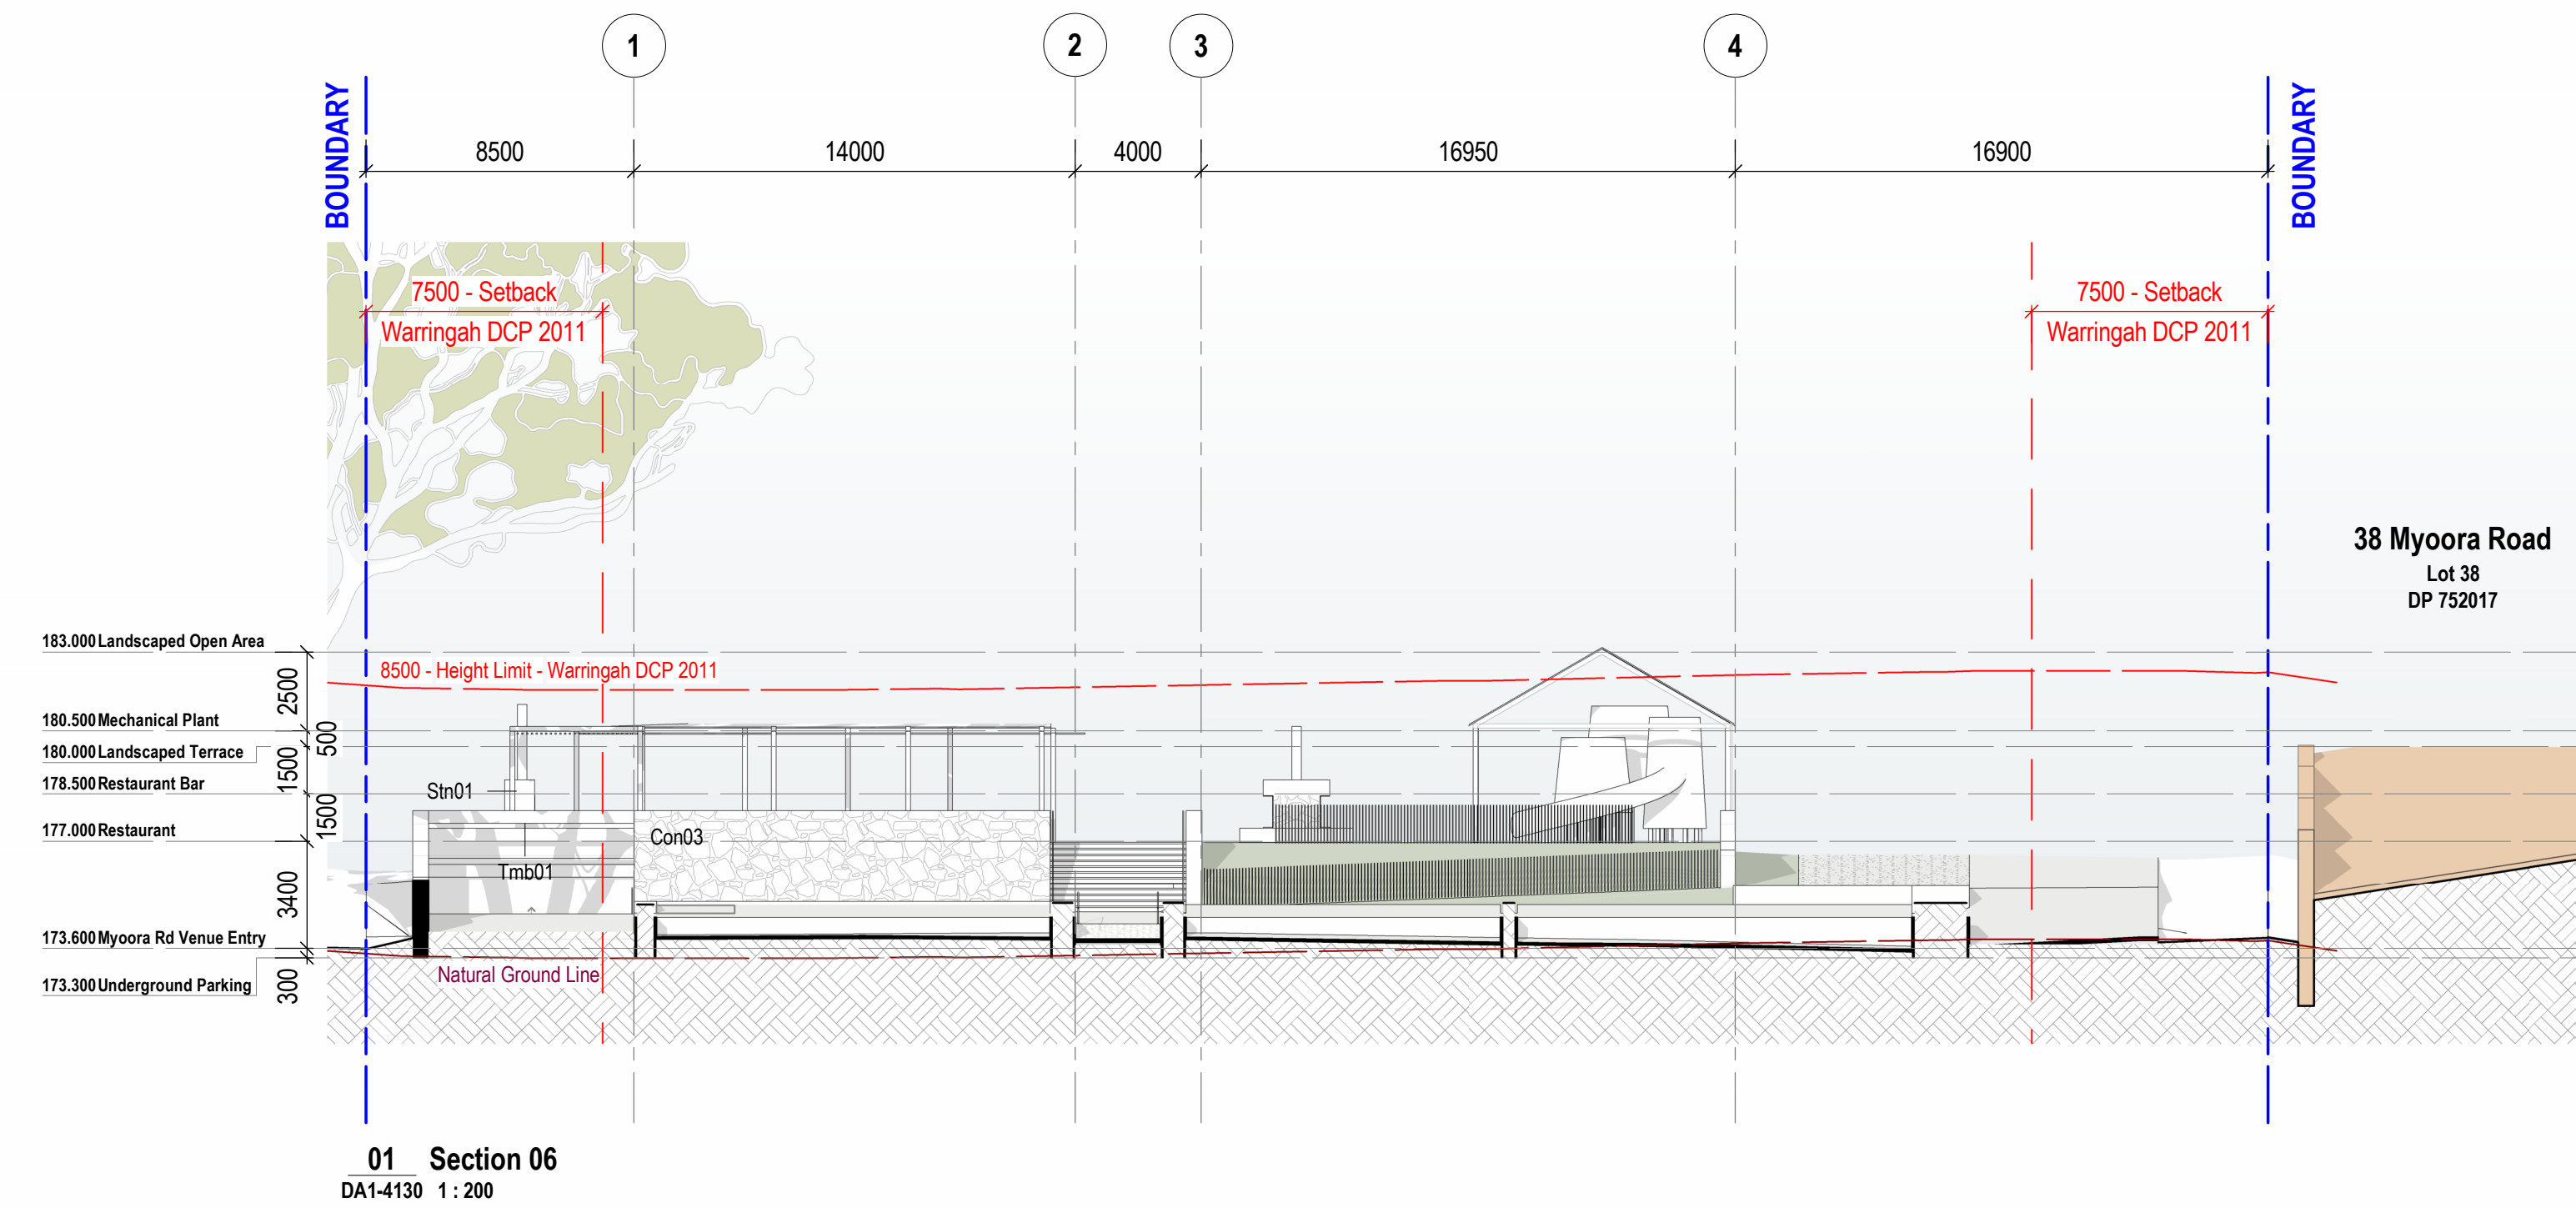 1
2
3
4
BOUNDARY
BOUNDARY
8500
14000
4000
16950
16900
7500 - Setback
Warringah DCP 2011
7500 - Setback
Warringah DCP 2011
38 Myoora Road
Lot 38
DP 752017
183.000 Landscaped Open Area
8500 - Height Limit - Warringah DCP 2011
2500
180.500 Mechanical Plant
500
180.000 Landscaped Terrace
1500
178.500 Restaurant Bar
Stn01
1500
177.000 Restaurant
Con03
Tmb01
3400
173.600 Myoora Rd Venue Entry
Natural Ground Line
173.300 Underground Parking
300
01 Section 06
DA1-4130 1 : 200